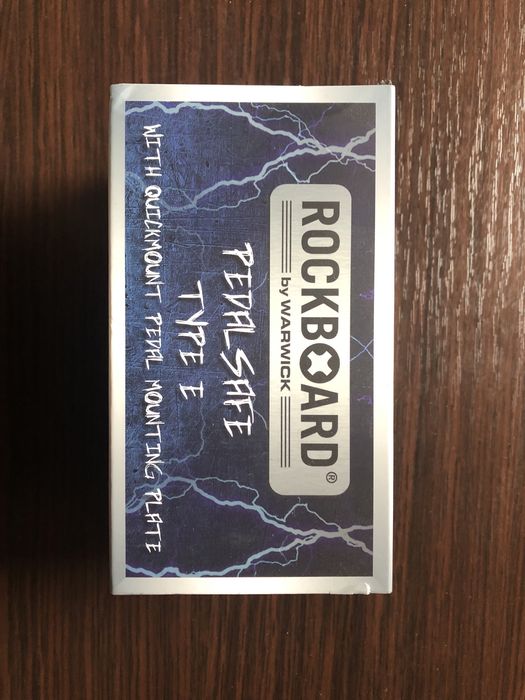 ROCKBOARD®
by WARWICK
PEDALSAFE
TYPE E
WITH QUICKMOUNT PEDAL MOUNTING PLATE